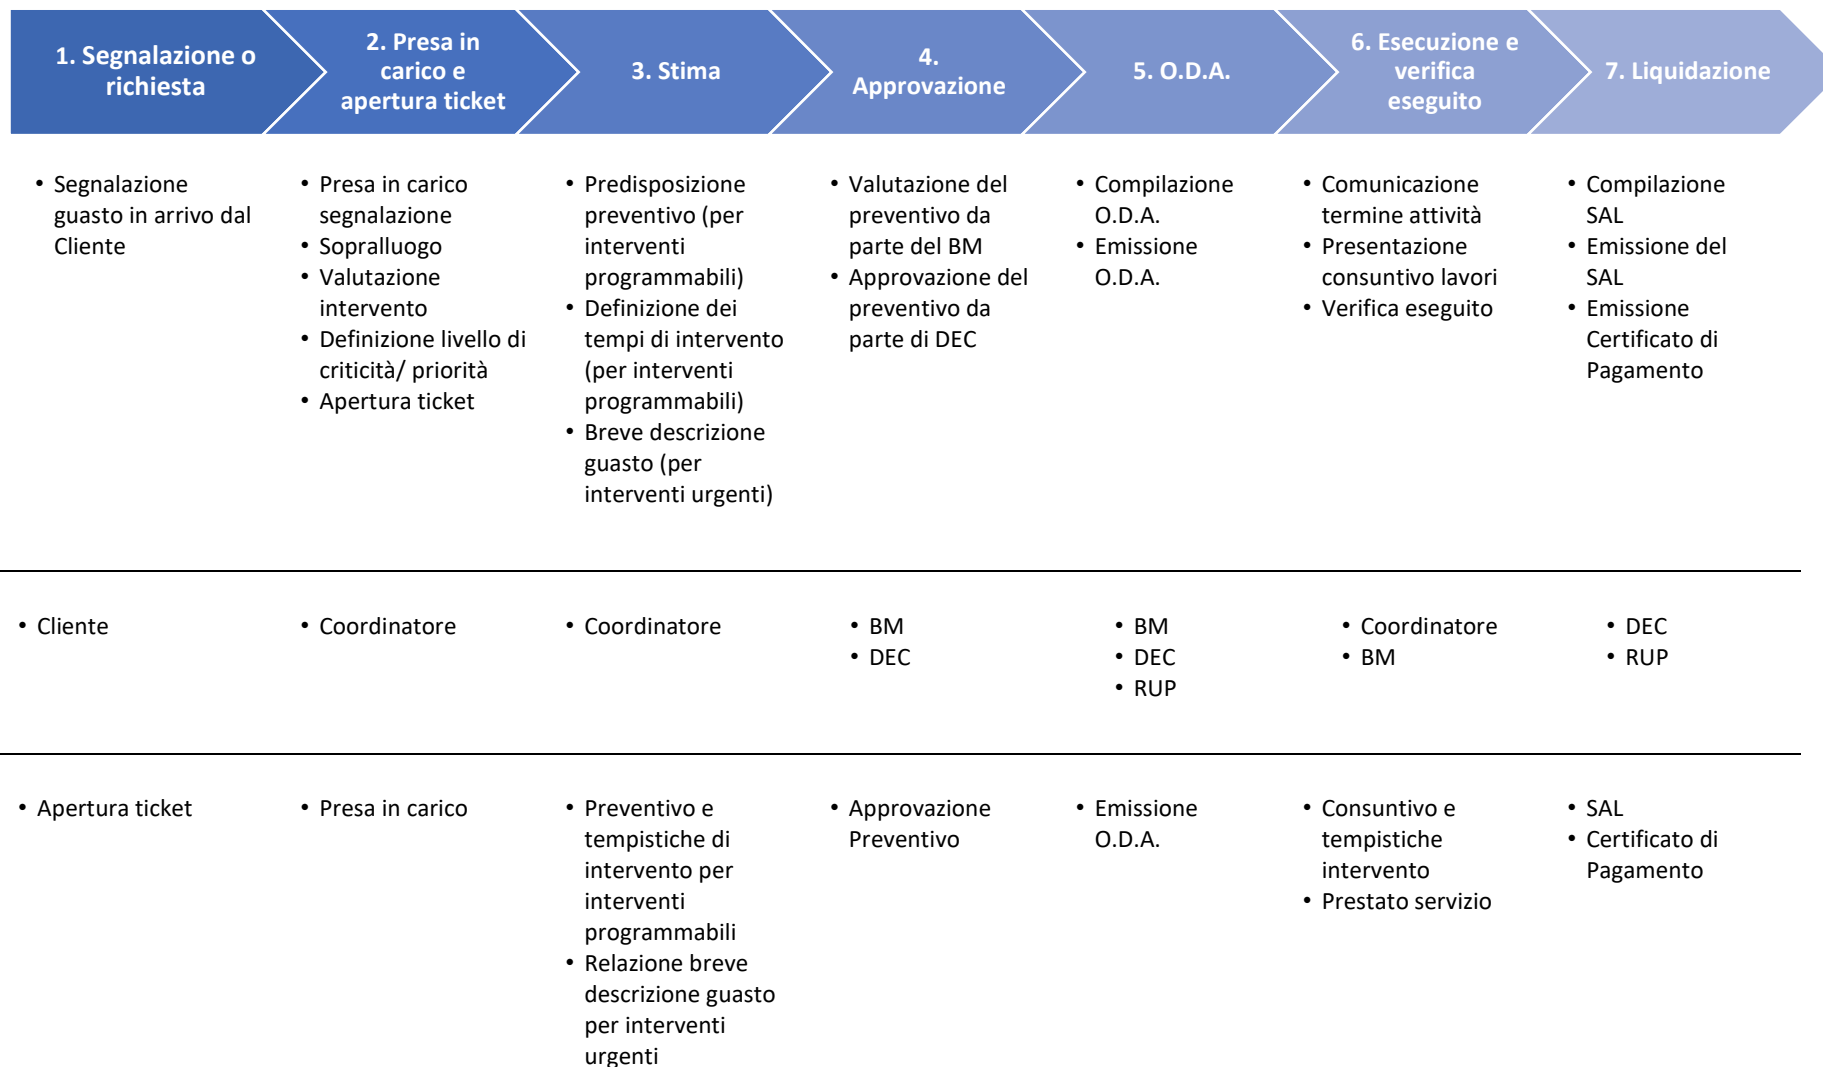 1. Segnalazione o
richiesta
2. Presa in
carico e
apertura ticket
3. Stima
4.
Approvazione
5. O.D.A.
6. Esecuzione e
verifica
eseguito
7. Liquidazione
• Segnalazione
guasto in arrivo dal
Cliente
• Presa in carico
segnalazione
• Sopralluogo
• Valutazione
intervento
• Definizione livello di
criticità/ priorità
• Apertura ticket
• Predisposizione
preventivo (per
interventi
programmabili)
• Definizione dei
tempi di intervento
(per interventi
programmabili)
• Breve descrizione
guasto (per
interventi urgenti)
• Valutazione del
preventivo da
parte del BM
• Approvazione del
preventivo da
parte di DEC
• Compilazione
O.D.A.
• Emissione
O.D.A.
• Comunicazione
termine attività
• Presentazione
consuntivo lavori
• Verifica eseguito
• Compilazione
SAL
• Emissione del
SAL
• Emissione
Certificato di
Pagamento
• Cliente
• Coordinatore
• Coordinatore
• BM
• DEC
• BM
• DEC
• RUP
• Coordinatore
• BM
• DEC
• RUP
• Apertura ticket
• Presa in carico
• Preventivo e
tempistiche di
intervento per
interventi
programmabili
• Relazione breve
descrizione guasto
per interventi
urgenti
• Approvazione
Preventivo
• Emissione
O.D.A.
• Consuntivo e
tempistiche
intervento
• Prestato servizio
• SAL
• Certificato di
Pagamento